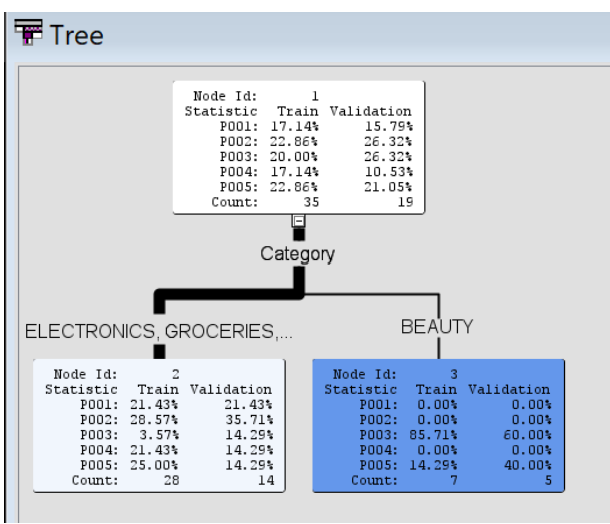 Tree
Node Id: 1
Statistic Train Validation
P001: 17.14% 15.79%
P002: 22.86% 26.32%
P003: 20.00% 26.32%
P004: 17.14% 10.53%
P005: 22.86% 21.05%
Count: 35 19
Category
ELECTRONICS, GROCERIES,...
BEAUTY
Node Id: 2
Statistic Train Validation
P001: 21.43% 21.43%
P002: 28.57% 35.71%
P003: 3.57% 14.29%
P004: 21.43% 14.29%
P005: 25.00% 14.29%
Count: 28 14
Node Id: 3
Statistic Train Validation
P001: 0.00% 0.00%
P002: 0.00% 0.00%
P003: 85.71% 60.00%
P004: 0.00% 0.00%
P005: 14.29% 40.00%
Count: 7 5